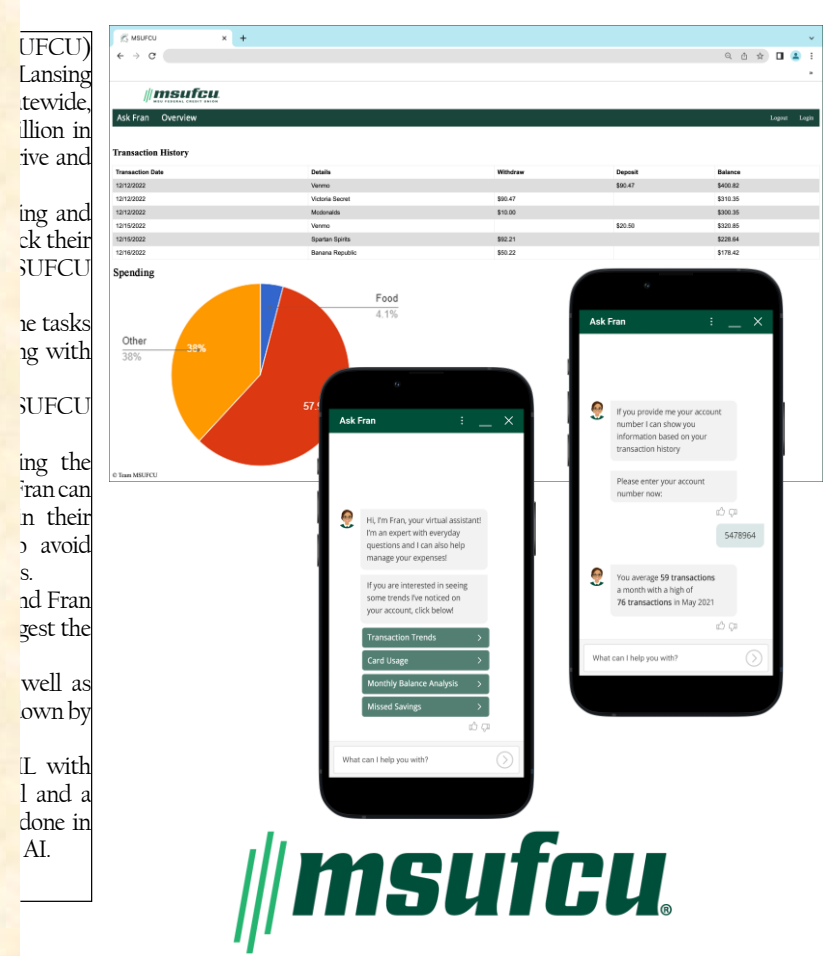 UFCU)
Lansing
tewide,
illion in
rive and
ing and
ck their
SUFCU
ne tasks
ng with
SUFCU
ing the
Fran can
n their
o avoid
s.
nd Fran
gest the
well as
own by
IL with
l and a
done in
AI.
MSUFCU
msufcu
MSU FEDERAL CREDIT UNION
Ask Fran Overview Logout Login
Transaction History
Transaction Date Details Withdraw Deposit Balance
12/12/2022 Venmo $90.47 $400.82
12/12/2022 Victoria Secret $90.47 $310.35
12/12/2022 Mcdonalds $10.00 $300.35
12/15/2022 Venmo $20.50 $320.85
12/15/2022 Spartan Spirits $92.21 $228.64
12/16/2022 Banana Republic $50.22 $178.42
Spending
Food
4.1%
Other
38%
38%
57.9
© Team MSUFCU
Ask Fran
Hi, I'm Fran, your virtual assistant!
I'm an expert with everyday
questions and I can also help
manage your expenses!
If you are interested in seeing
some trends I've noticed on
your account, click below!
Transaction Trends
Card Usage
Monthly Balance Analysis
Missed Savings
What can I help you with?
Ask Fran
If you provide me your account
number I can show you
information based on your
transaction history
Please enter your account
number now:
5478964
You average 59 transactions
a month with a high of
76 transactions in May 2021
What can I help you with?
msufcu®